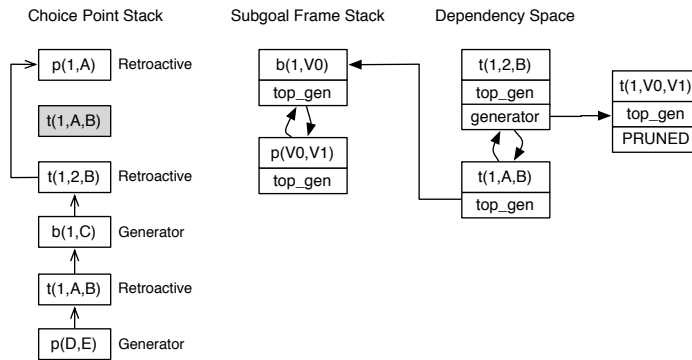 Choice Point Stack
p(1,A) Retroactive
t(1,A,B)
t(1,2,B) Retroactive
b(1,C) Generator
t(1,A,B) Retroactive
p(D,E) Generator
Subgoal Frame Stack
b(1,V0)
top_gen
p(V0,V1)
top_gen
Dependency Space
t(1,2,B)
top_gen
generator
t(1,A,B)
top_gen
t(1,V0,V1)
top_gen
PRUNED